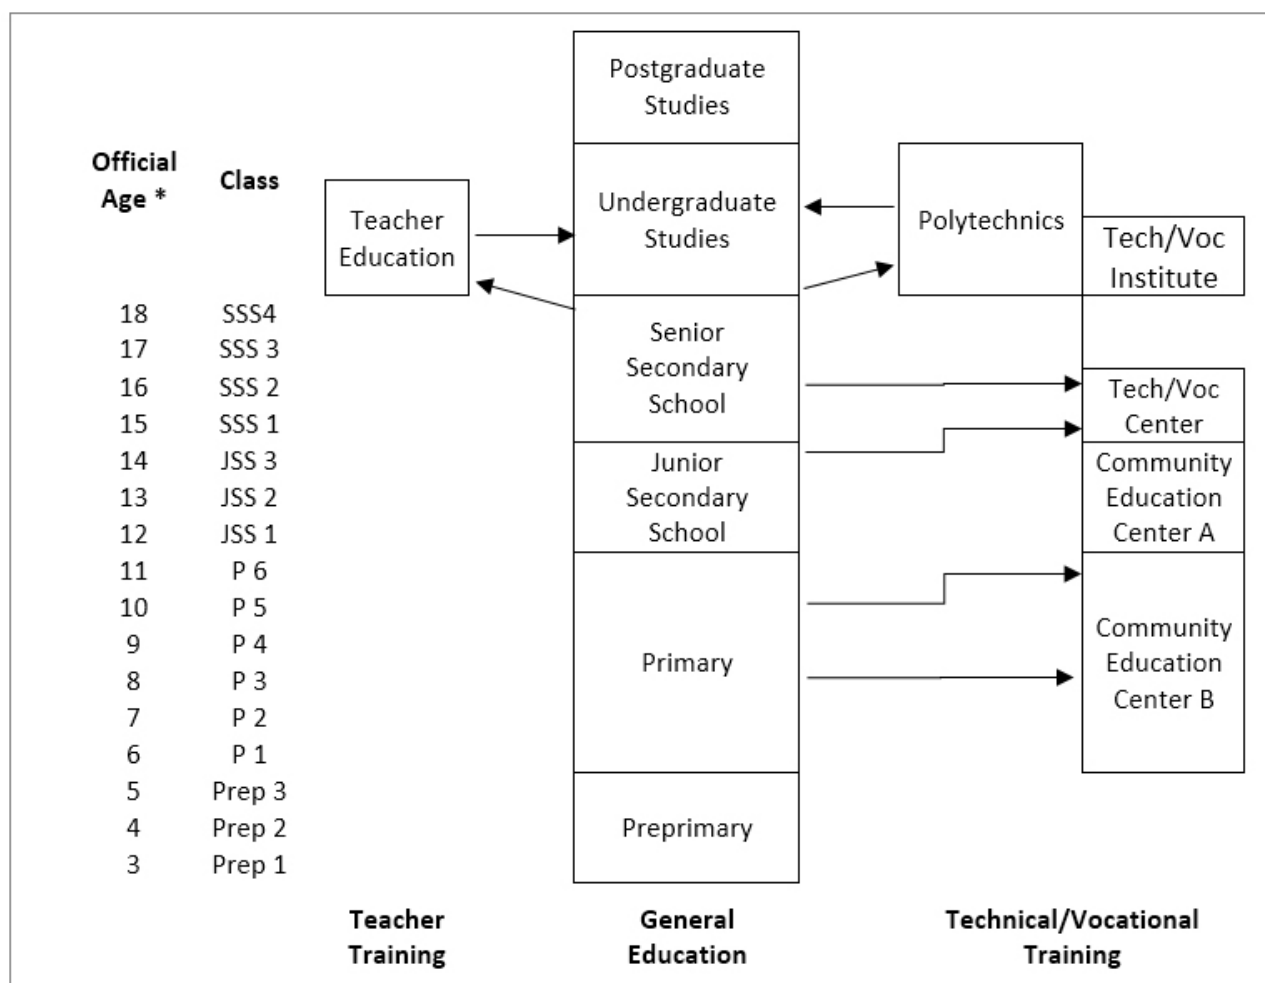 Postgraduate
Studies
Official
Age *
Class
Undergraduate
Studies
Teacher
Education
Polytechnics
Tech/Voc
Institute
18 SSS4
17 SSS 3
16 SSS 2
15 SSS 1
14 JSS 3
13 JSS 2
12 JSS 1
11 P 6
10 P 5
9 P 4
8 P 3
7 P 2
6 P 1
5 Prep 3
4 Prep 2
3 Prep 1
Senior
Secondary
School
Junior
Secondary
School
Primary
Preprimary
Tech/Voc
Center
Community
Education
Center A
Community
Education
Center B
Teacher
Training
General
Education
Technical/Vocational
Training